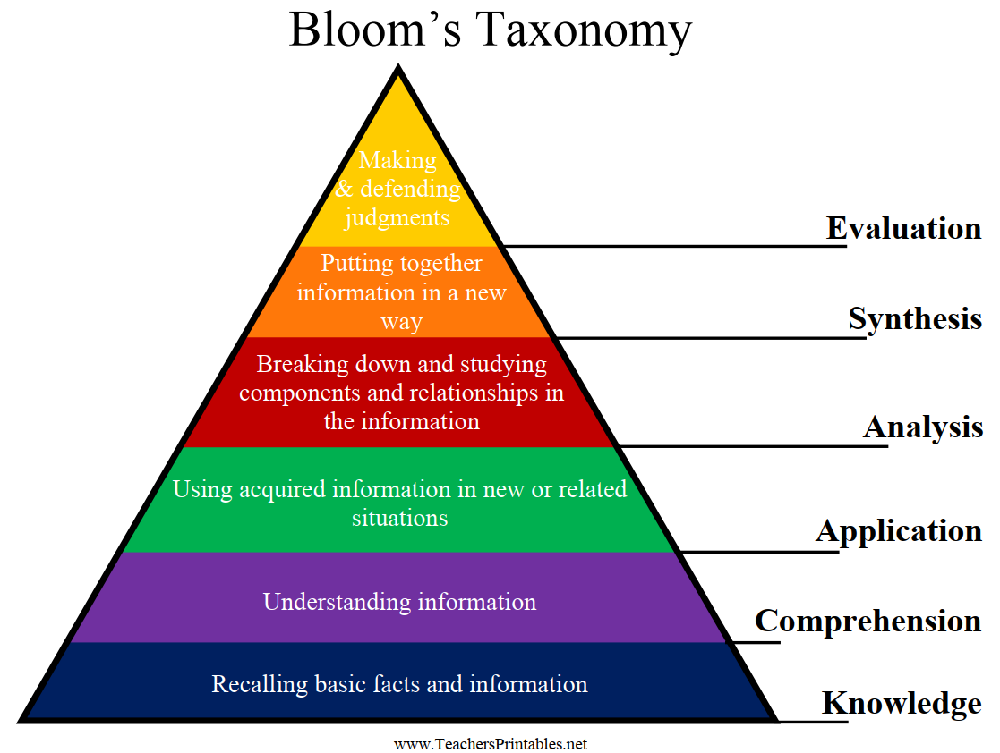 Bloom’s Taxonomy
Making
& defending
judgments
Evaluation
Putting together
information in a new
way
Synthesis
Breaking down and studying
components and relationships in
the information
Analysis
Using acquired information in new or related
situations
Application
Understanding information
Comprehension
Recalling basic facts and information
Knowledge
www.TeachersPrintables.net